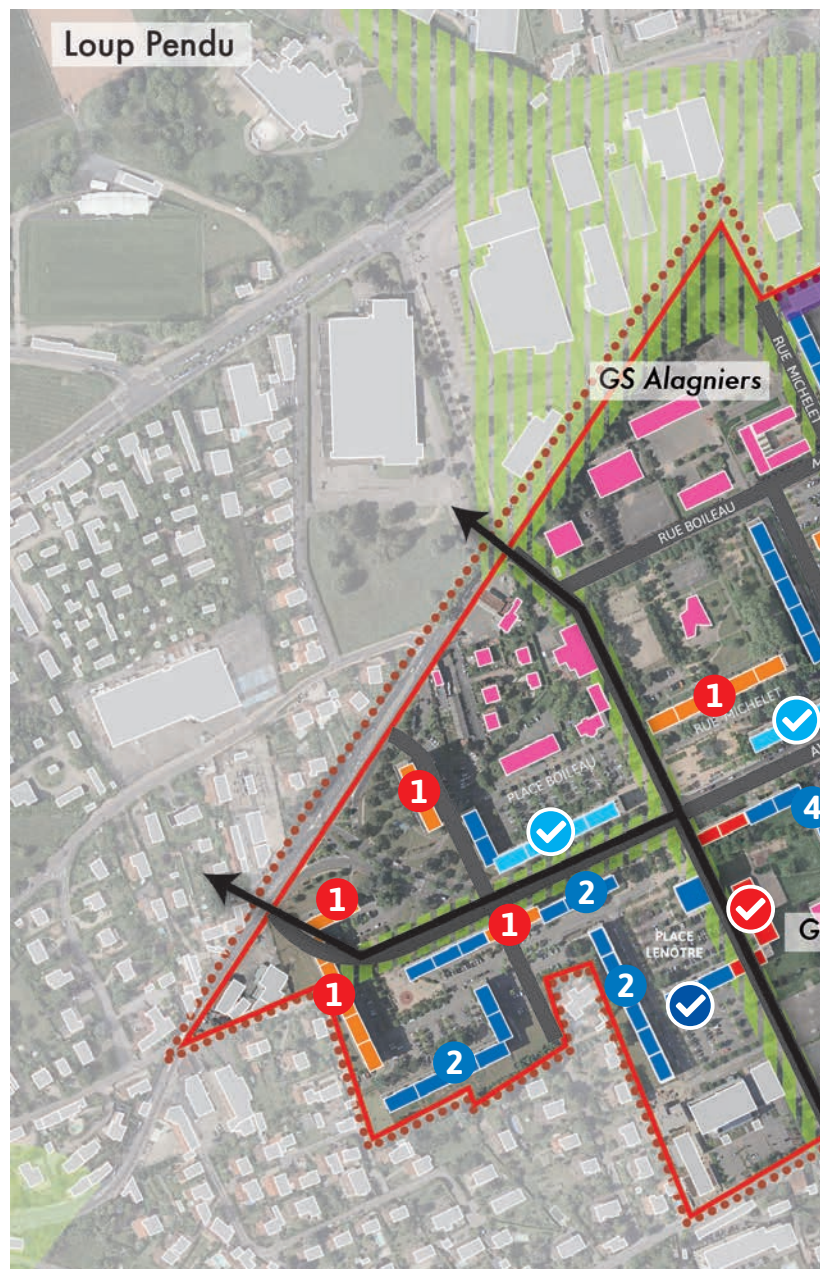 Loup Pendu
GS Alagniers
RUE MICHELET
RUE BOILEAU
1
RUE MICHELET
1
PLACE BOILEAU
4
2
1
1
G
PLACE
LENÔTRE
1
2
2